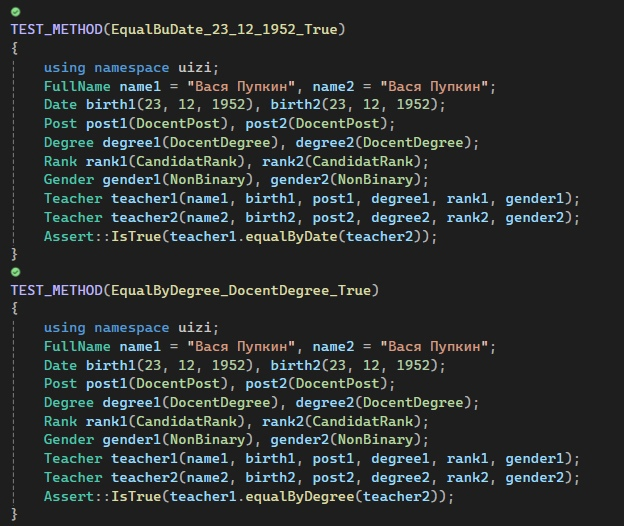 TEST_METHOD(EqualBuDate_23_12_1952_True)
{
using namespace uizi;
FullName name1 = "Вася Пупкин", name2 = "Вася Пупкин";
Date birth1(23, 12, 1952), birth2(23, 12, 1952);
Post post1(DocentPost), post2(DocentPost);
Degree degree1(DocentDegree), degree2(DocentDegree);
Rank rank1(CandidatRank), rank2(CandidatRank);
Gender gender1(NonBinary), gender2(NonBinary);
Teacher teacher1(name1, birth1, post1, degree1, rank1, gender1);
Teacher teacher2(name2, birth2, post2, degree2, rank2, gender2);
Assert::IsTrue(teacher1.equalByDate(teacher2));
}
TEST_METHOD(EqualByDegree_DocentDegree_True)
{
using namespace uizi;
FullName name1 = "Вася Пупкин", name2 = "Вася Пупкин";
Date birth1(23, 12, 1952), birth2(23, 12, 1952);
Post post1(DocentPost), post2(DocentPost);
Degree degree1(DocentDegree), degree2(DocentDegree);
Rank rank1(CandidatRank), rank2(CandidatRank);
Gender gender1(NonBinary), gender2(NonBinary);
Teacher teacher1(name1, birth1, post1, degree1, rank1, gender1);
Teacher teacher2(name2, birth2, post2, degree2, rank2, gender2);
Assert::IsTrue(teacher1.equalByDegree(teacher2));
}